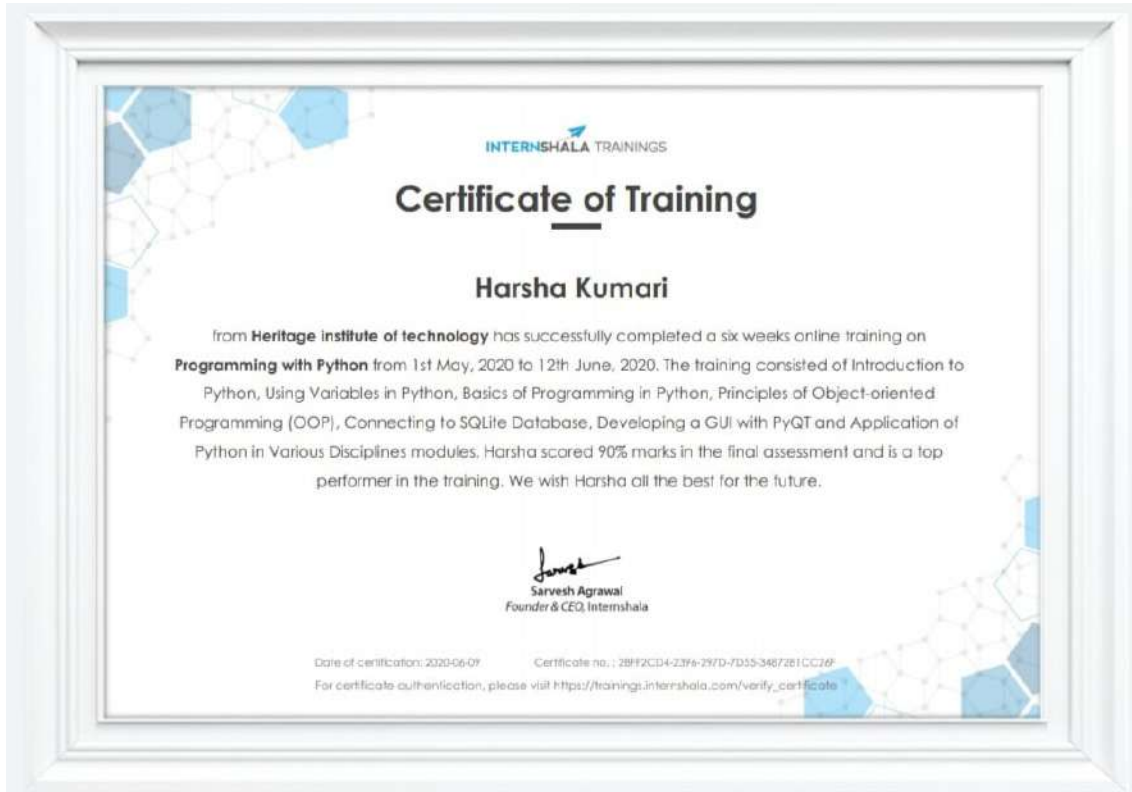 INTERNSHALA TRAININGS
Certificate of Training
Harsha Kumari
from Heritage institute of technology has successfully completed a six weeks online training on
Programming with Python from 1st May, 2020 to 12th June, 2020. The training consisted of Introduction to
Python, Using Variables in Python, Basics of Programming in Python, Principles of Object-oriented
Programming (OOP), Connecting to SQLite Database, Developing a GUI with PyQT and Application of
Python in Various Disciplines modules. Harsha scored 90% marks in the final assessment and is a top
performer in the training. We wish Harsha all the best for the future.
Sarvesh Agrawal
Founder & CEO, Internshala
Date of certification: 2020-06-09 Certificate no. :
For certificate authentication, please visit https://trainings.internshala.com/verify_certificate